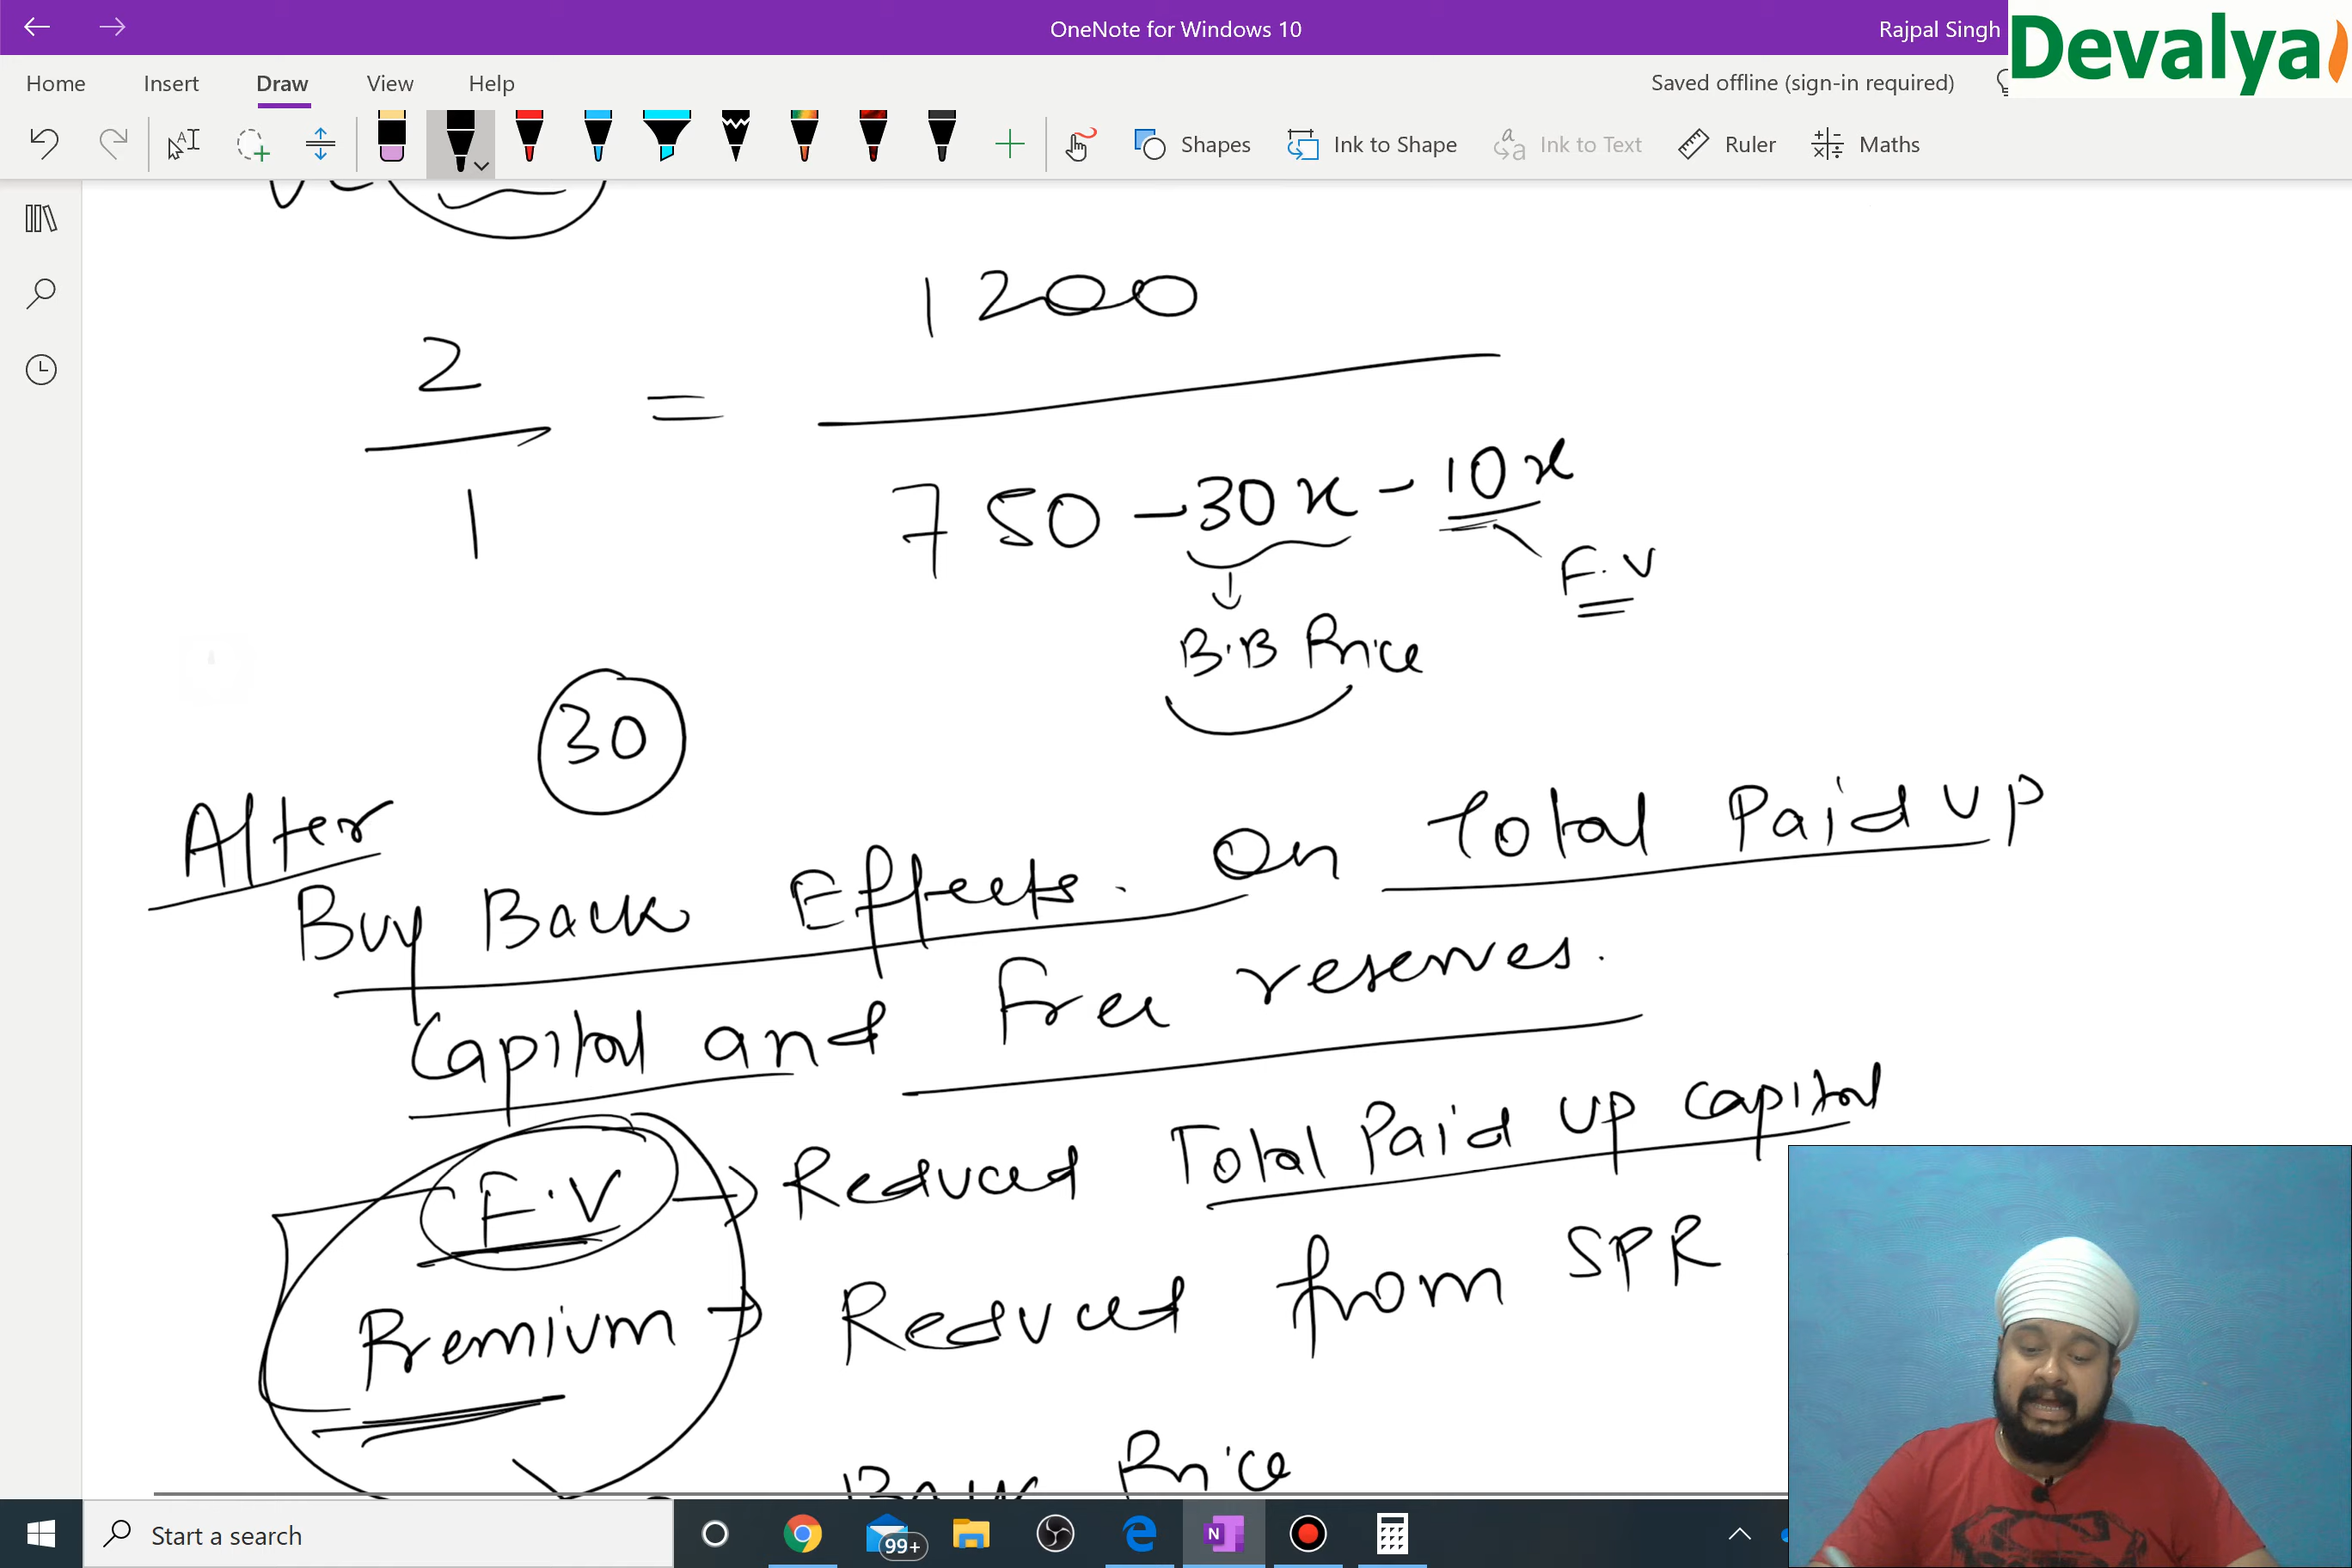 OneNote for Windows 10
Rajpal Singh
Devalya
Home Insert Draw View Help
Saved offline (sign-in required)
Shapes Ink to Shape Ink to Text Ruler Maths
1200
2 =
1 750 - 30x - 10x
F.V
B.B Price
30
After
Buy Back Effects. On Total Paid up
Capital and Free reserves.
F.V → Reduced Total Paid up capital
Premium → Reduced from SPR
Back Price
Start a search
99+
N